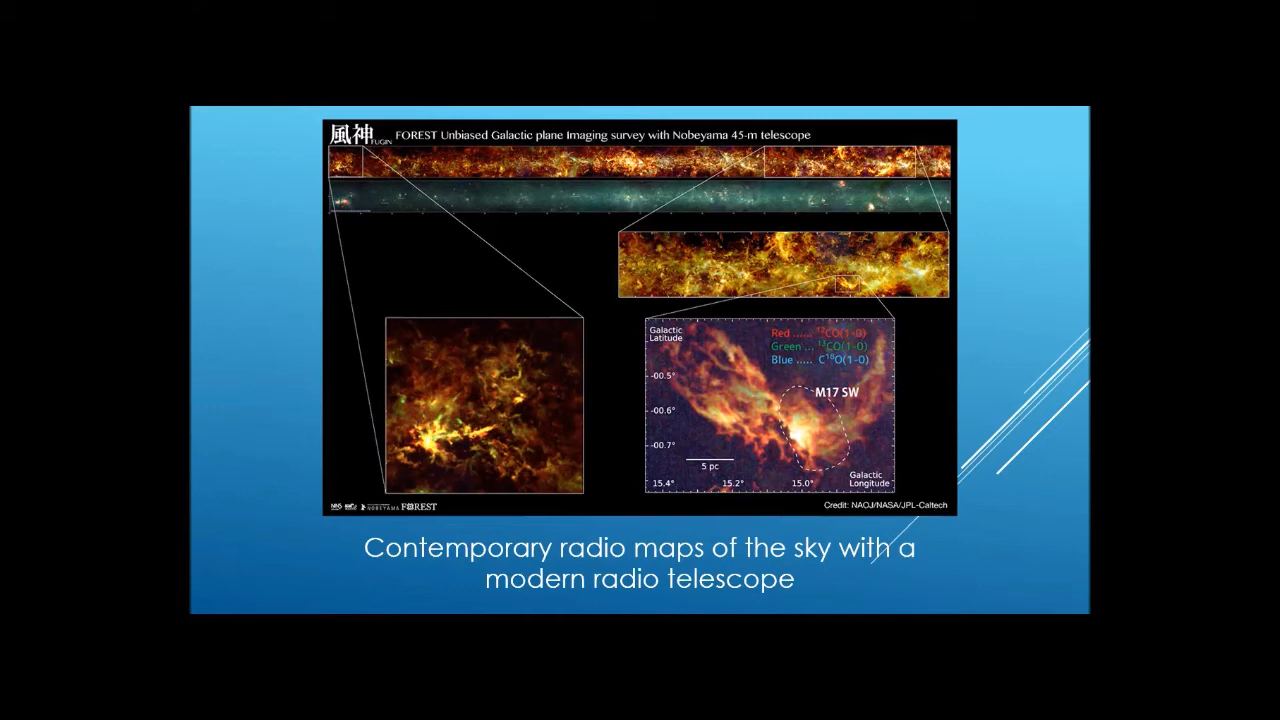 風神 FUGIN FOREST Unbiased Galactic plane Imaging survey with Nobeyama 45-m telescope
Galactic
Latitude
Red ...... ¹²CO(1-0)
Green ... ¹³CO(1-0)
Blue ..... C¹⁸O(1-0)
-00.5°
M17 SW
-00.6°
-00.7°
5 pc
Galactic
Longitude
15.4° 15.2° 15.0°
NOBEYAMA FOREST
Credit: NAOJ/NASA/JPL-Caltech
Contemporary radio maps of the sky with a
modern radio telescope